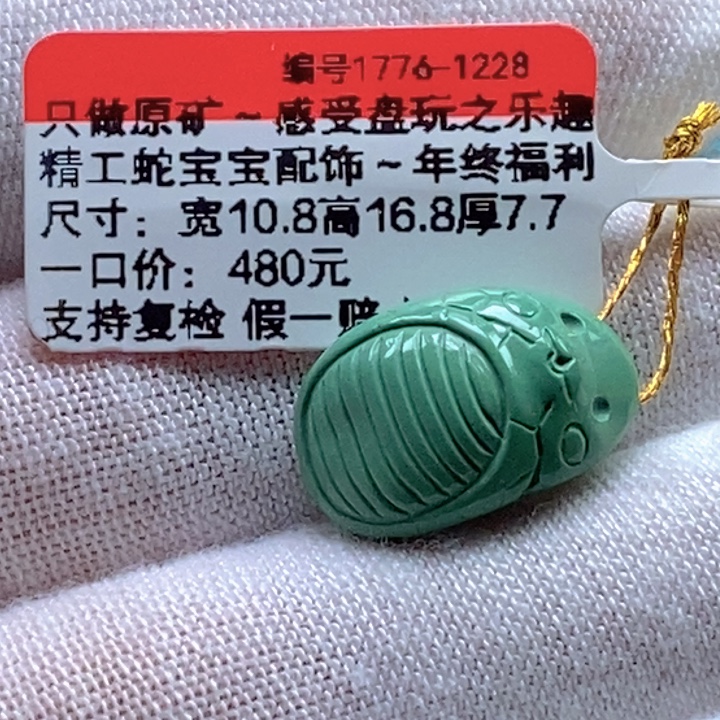 编号1776-1228
只做原矿~感受盘玩之乐趣
精工蛇宝宝配饰~年终福利
尺寸：宽10.8高16.8厚7.7
一口价：480元
支持复检 假一赔